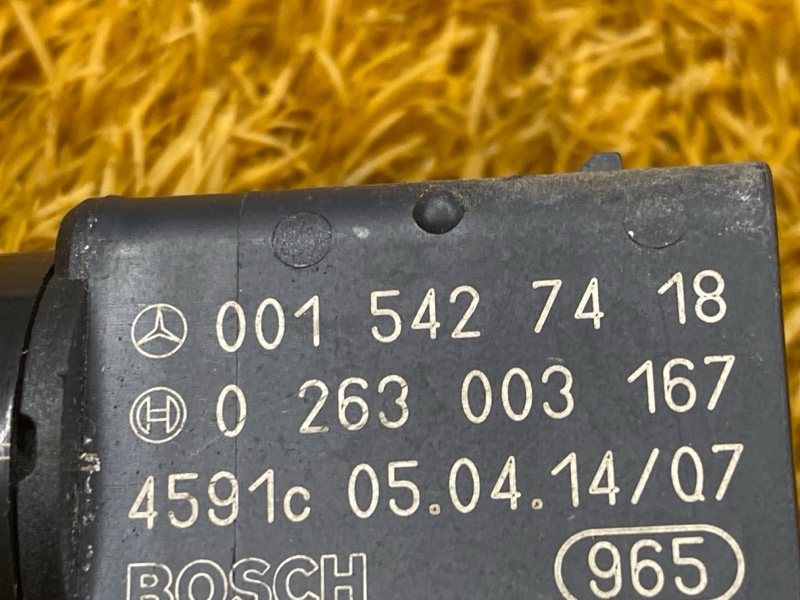 001 542 74 18
0 263 003 167
4591c 05.04.14/07
BOSCH 965